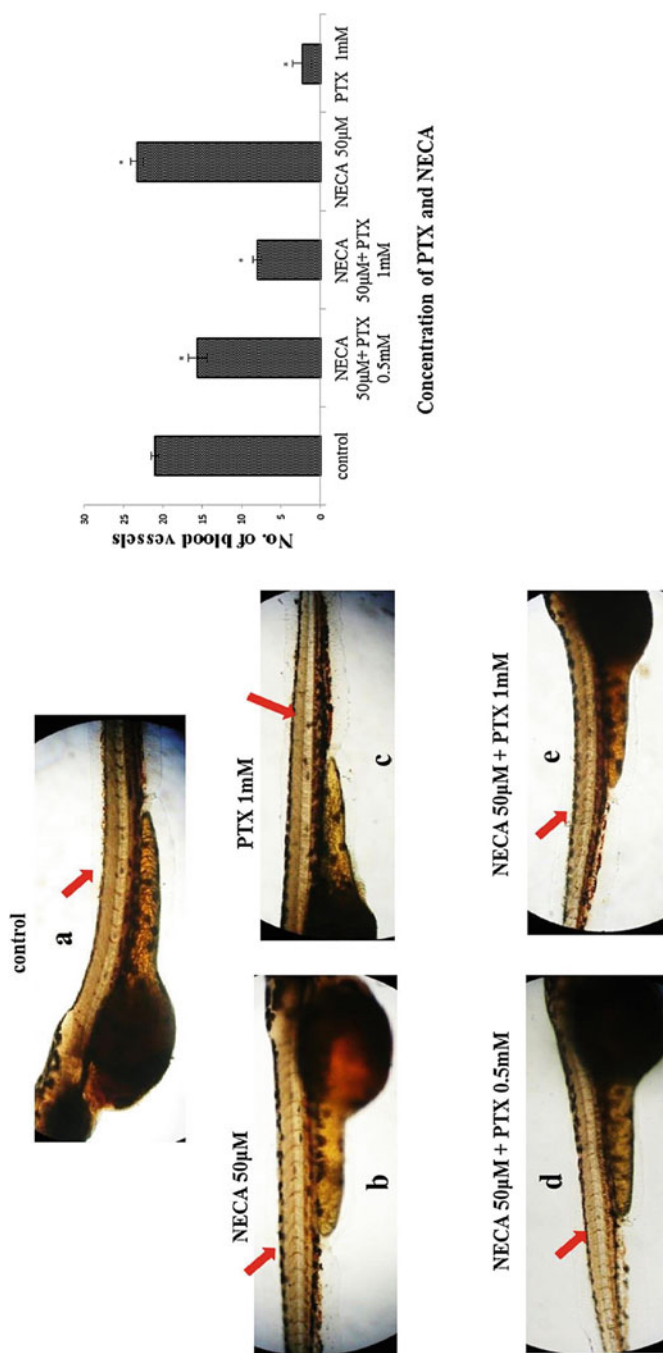 control
a
NECA 50µM
PTX 1mM
b
c
NECA 50µM + PTX 0.5mM
NECA 50µM + PTX 1mM
d
e
30
25
20
15
10
5
0
No. of blood vessels
*
*
*
*
control
NECA
50µM+ PTX
0.5mM
NECA
50µM+ PTX
1mM
NECA 50µM
PTX 1mM
Concentration of PTX and NECA